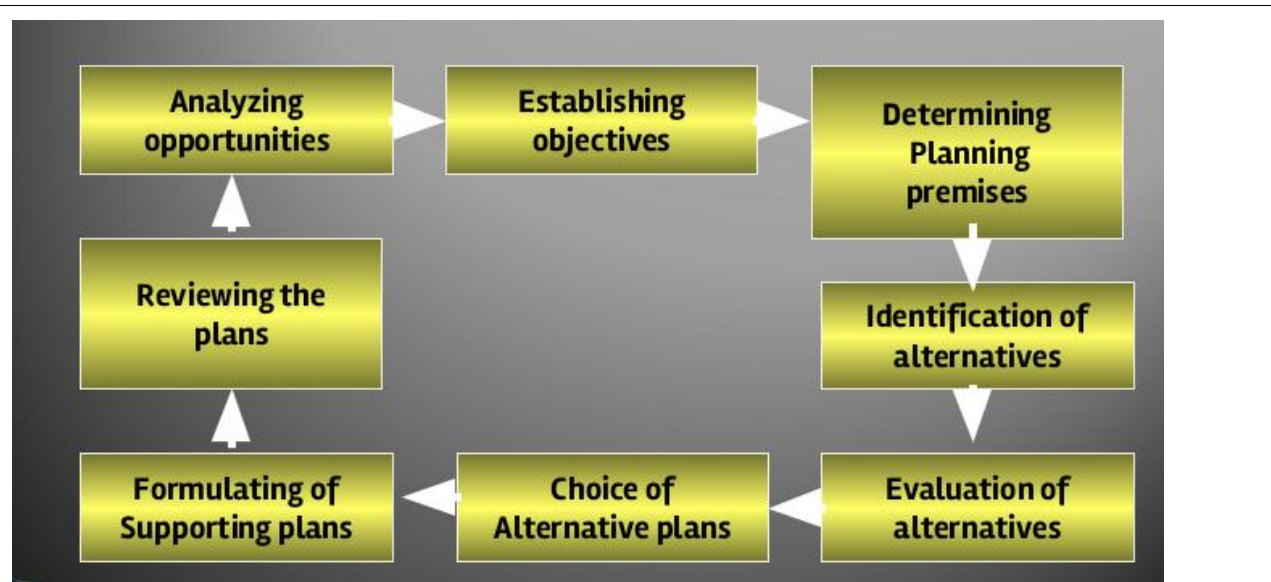 Analyzing
opportunities
Establishing
objectives
Determining
Planning
premises
Identification of
alternatives
Evaluation of
alternatives
Choice of
Alternative plans
Formulating of
Supporting plans
Reviewing the
plans